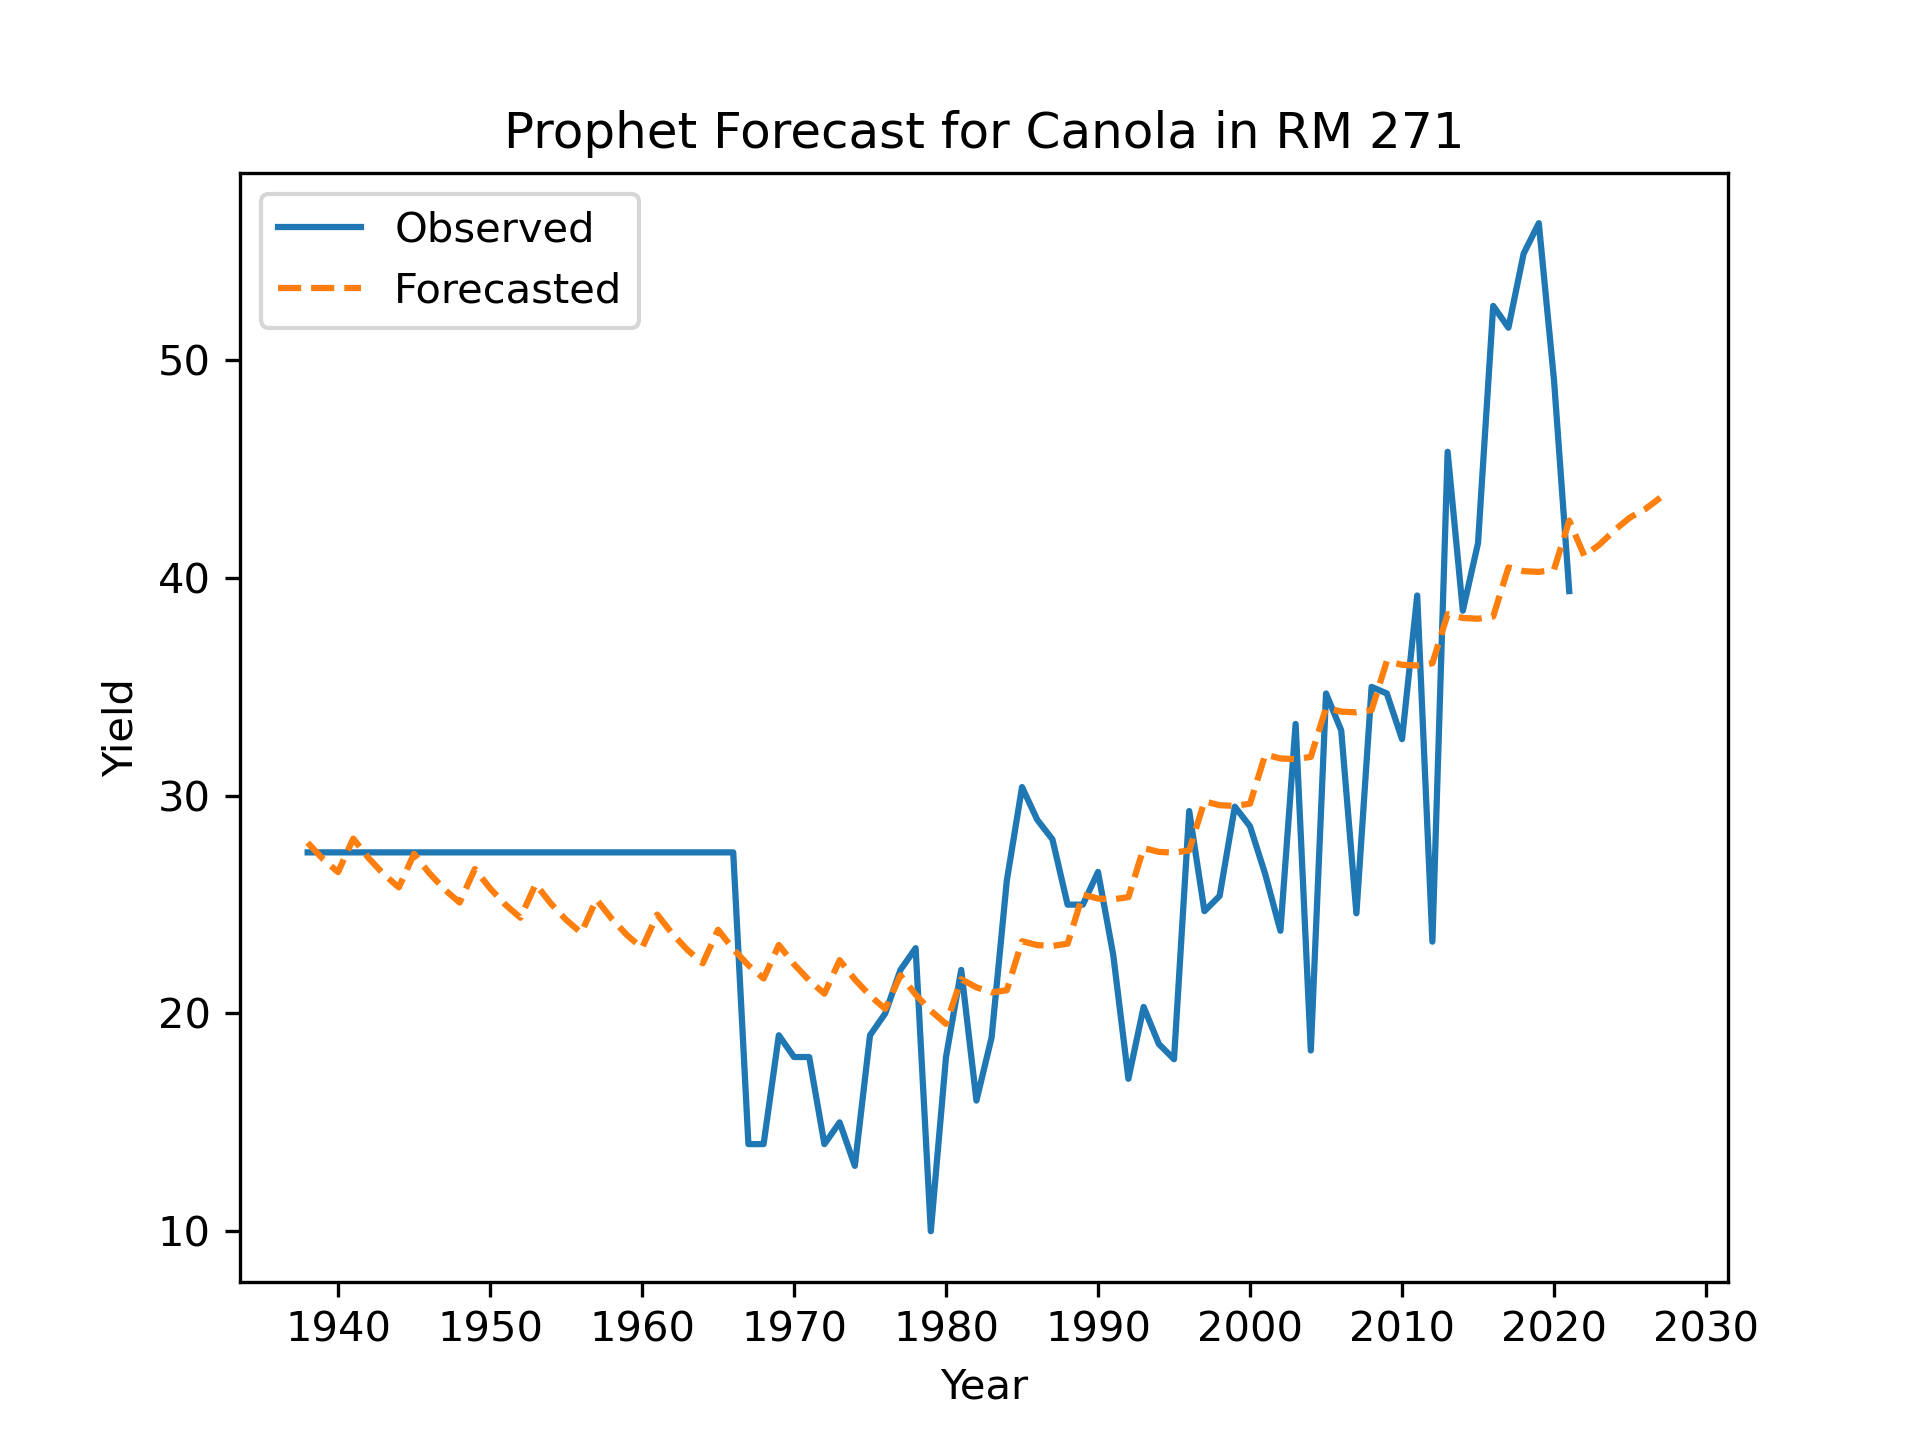 Prophet Forecast for Canola in RM 271
Observed
Forecasted
50
40
30
20
10
Yield
1940 1950 1960 1970 1980 1990 2000 2010 2020 2030
Year